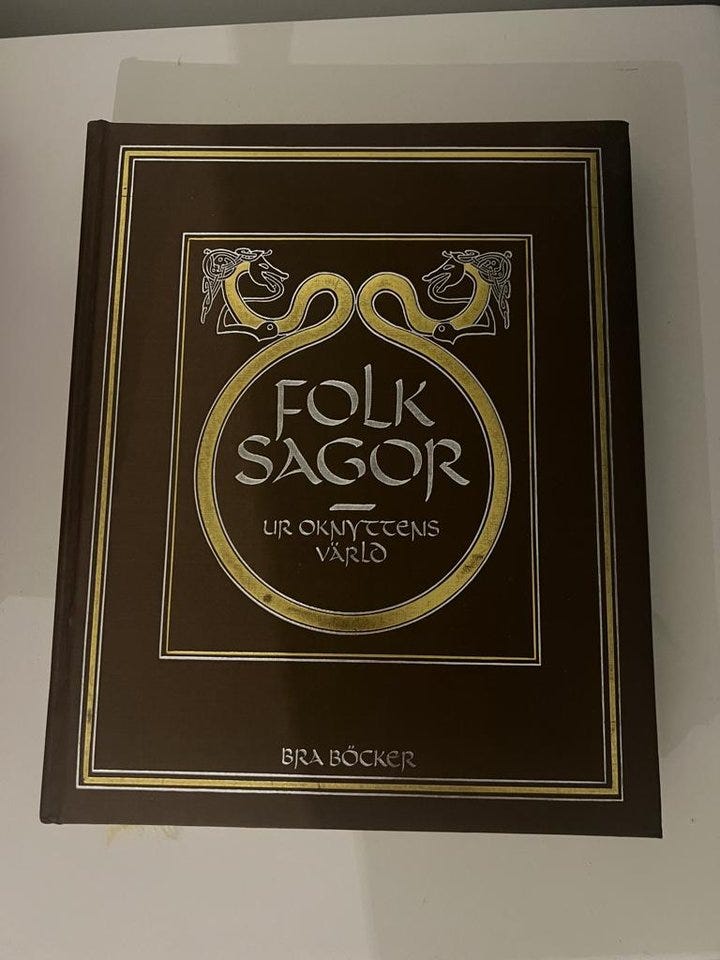 FOLK
SAGOR
UR OKNYTTENS
VÄRLD
BRA BÖCKER